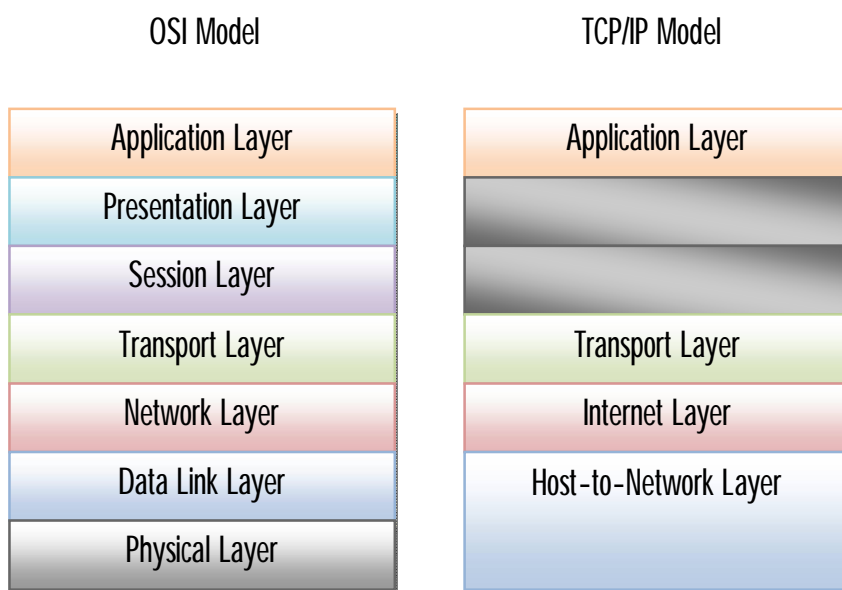 OSI Model
TCP/IP Model
Application Layer
Presentation Layer
Session Layer
Transport Layer
Network Layer
Data Link Layer
Physical Layer
Application Layer
Transport Layer
Internet Layer
Host-to-Network Layer